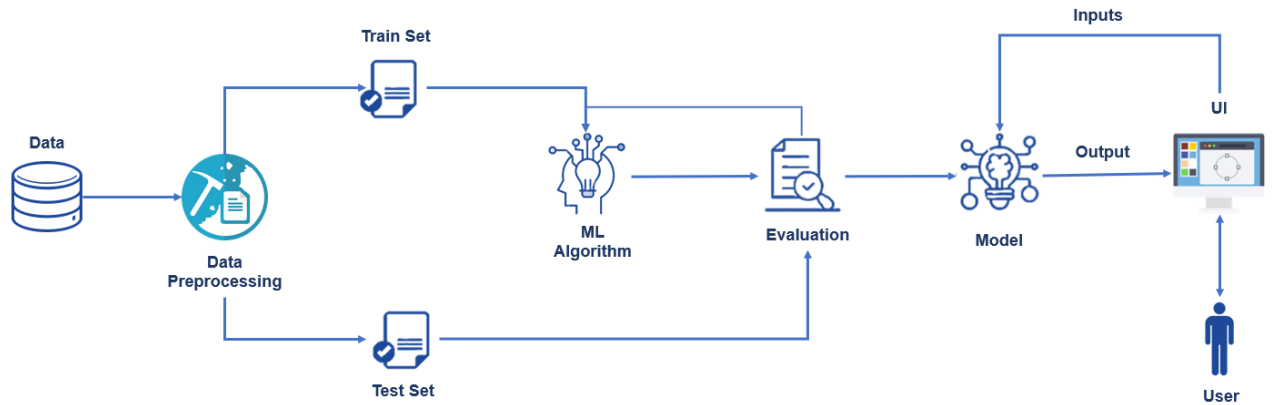 Inputs
Train Set
UI
Data
Output
ML
Algorithm
Evaluation
Model
Data
Preprocessing
Test Set
User